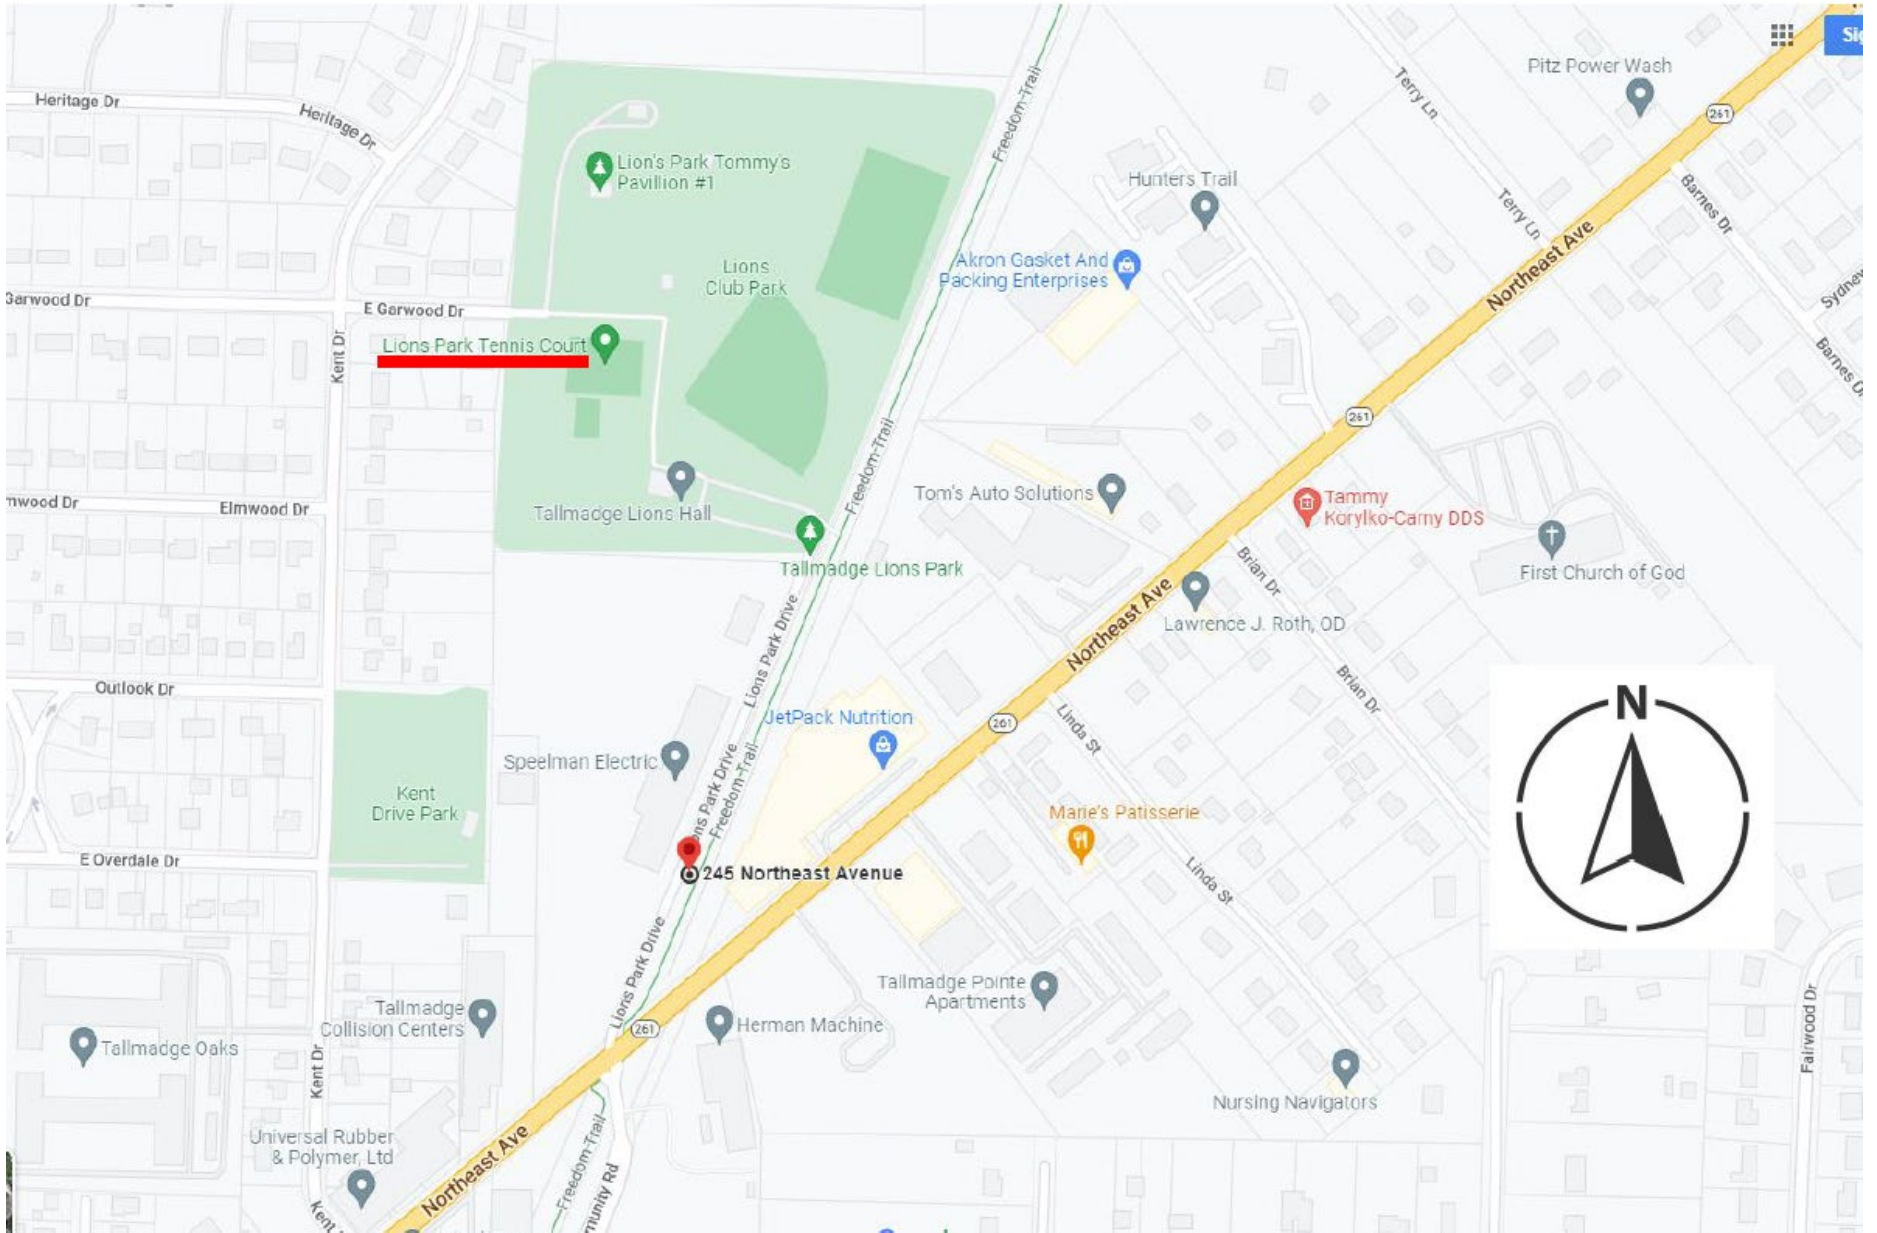 Sig
Pitz Power Wash
Terry Ln
261
Heritage Dr
Heritage Dr
Freedom-Trail
Lion's Park Tommy's
Pavillion #1
Hunters Trail
Barnes Dr
Terry Ln
Northeast Ave
Lions
Club Park
Akron Gasket And
Packing Enterprises
Sydney
Garwood Dr
E Garwood Dr
Lions Park Tennis Court
Kent Dr
Barnes D
261
Freedom-Trail
Tom's Auto Solutions
Tammy
Korylko-Carny DDS
mwood Dr
Elmwood Dr
Tallmadge Lions Hall
Tallmadge Lions Park
Brian Dr
First Church of God
Northeast Ave
Lawrence J. Roth, OD
Lions Park Drive
Outlook Dr
Brian Dr
N
JetPack Nutrition
261
Linda St
Speelman Electric
Lions Park Drive
Freedom-Trail
Kent
Drive Park
Marie's Patisserie
E Overdale Dr
245 Northeast Avenue
Linda St
Lions Park Drive
Tallmadge Pointe
Apartments
Tallmadge
Collision Centers
261
Herman Machine
Tallmadge Oaks
Kent Dr
Fairwood Dr
Nursing Navigators
Universal Rubber
& Polymer, Ltd
Northeast Ave
Freedom-Trail
munity Rd
Kent